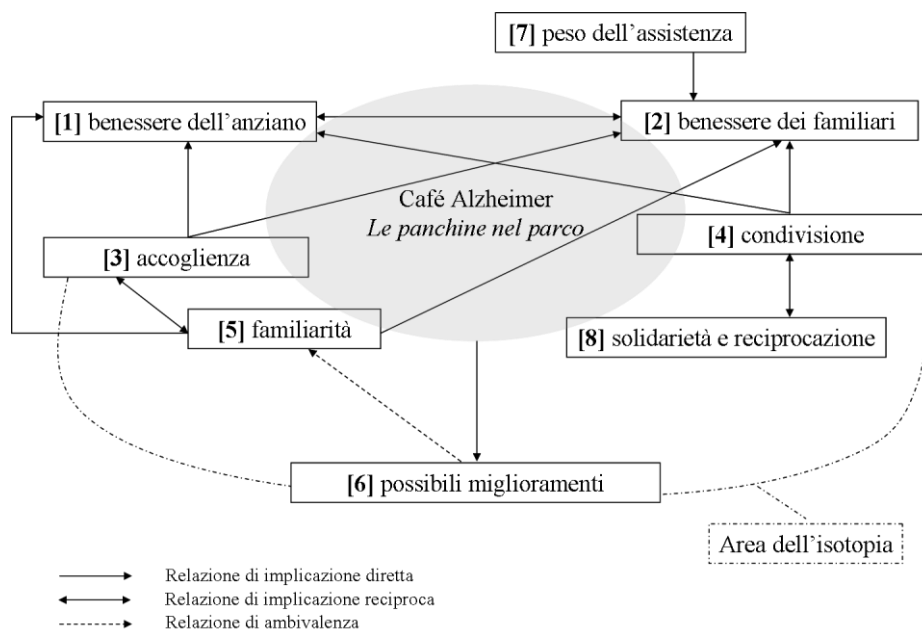 [7] peso dell’assistenza
[1] benessere dell’anziano
[2] benessere dei familiari
Café Alzheimer
Le panchine nel parco
[4] condivisione
[3] accoglienza
[5] familiarità
[8] solidarietà e reciprocazione
[6] possibili miglioramenti
Area dell’isotopia
Relazione di implicazione diretta
Relazione di implicazione reciproca
Relazione di ambivalenza